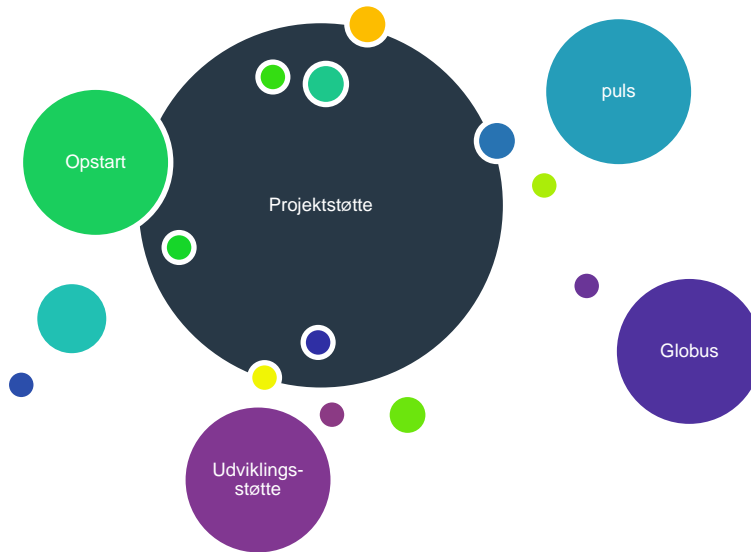 puls
Opstart
Projektstøtte
Globus
Udviklings-
støtte